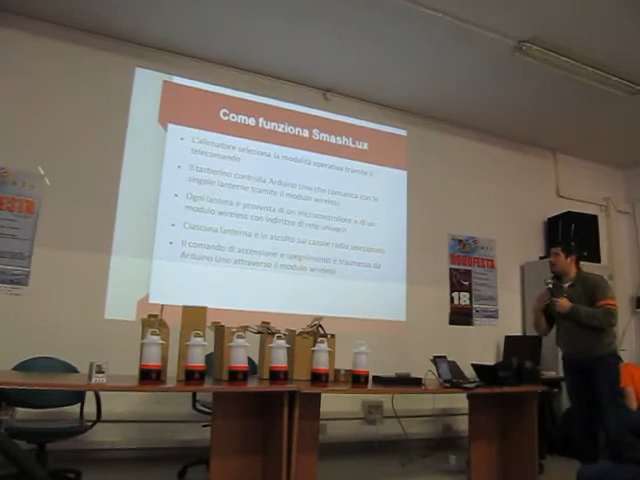 Come funziona SmashLux
L'allenatore seleziona la modalità operativa tramite il
telecomando
Il tastierino controlla Arduino Uno che comunica con le
singole lanterne tramite il modulo wireless
Ogni lanterna è provvista di un microcontrollore e di un
modulo wireless con indirizzo di rete univoco
Ciascuna lanterna è in ascolto sul canale radio selezionato
Il comando di accensione e spegnimento è trasmesso da
Arduino Uno attraverso il modulo wireless
ROBOFESTA
18